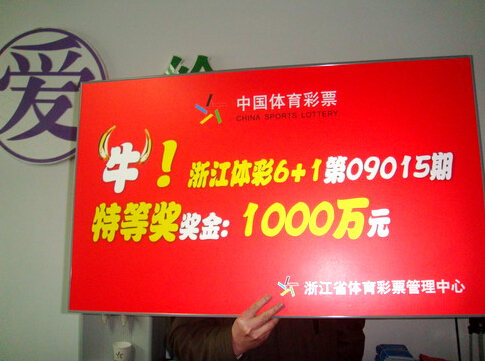 爱
中国体育彩票
CHINA SPORTS LOTTERY
牛！浙江体彩6+1第09015期
特等奖奖金：1000万元
浙江省体育彩票管理中心